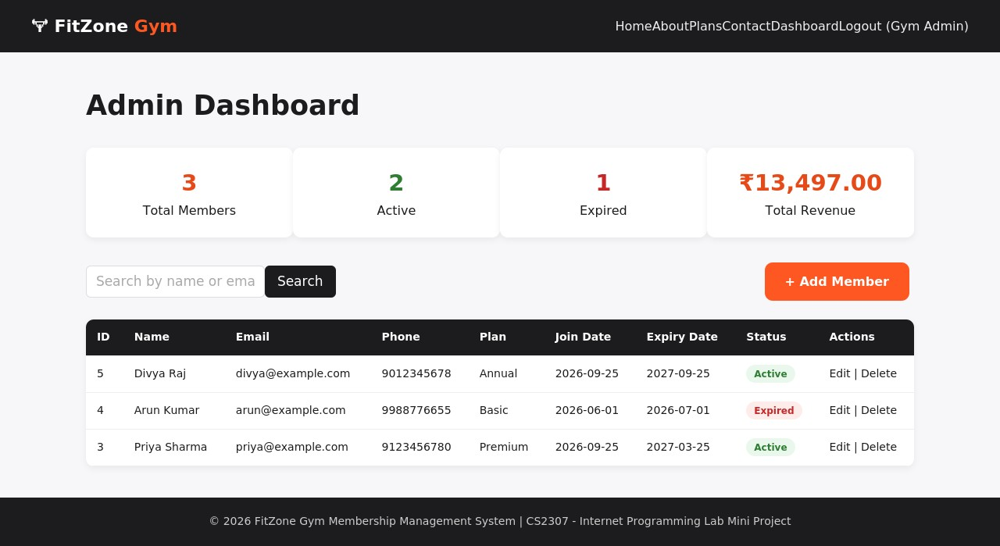 FitZone Gym
HomeAboutPlansContactDashboardLogout (Gym Admin)
Admin Dashboard
3
Total Members
2
Active
1
Expired
₹13,497.00
Total Revenue
Search by name or ema
Search
+ Add Member
ID Name Email Phone Plan Join Date Expiry Date Status Actions
5 Divya Raj divya@example.com 9012345678 Annual 2026-09-25 2027-09-25 Active Edit | Delete
4 Arun Kumar arun@example.com 9988776655 Basic 2026-06-01 2026-07-01 Expired Edit | Delete
3 Priya Sharma priya@example.com 9123456780 Premium 2026-09-25 2027-03-25 Active Edit | Delete
© 2026 FitZone Gym Membership Management System | CS2307 - Internet Programming Lab Mini Project